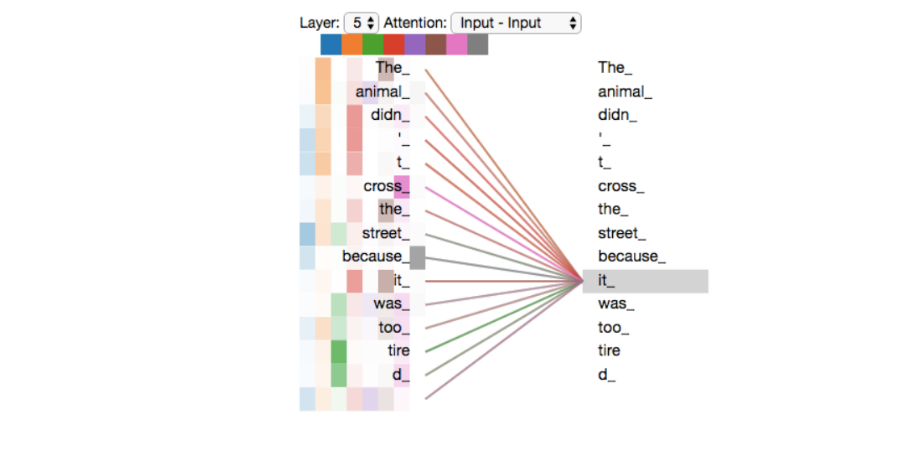 Layer: 5 Attention: Input - Input
The_ The_
animal_ animal_
didn_ didn_
'_ '_
t_ t_
cross_ cross_
the_ the_
street_ street_
because_ because_
it_ it_
was_ was_
too_ too_
tire tire
d_ d_